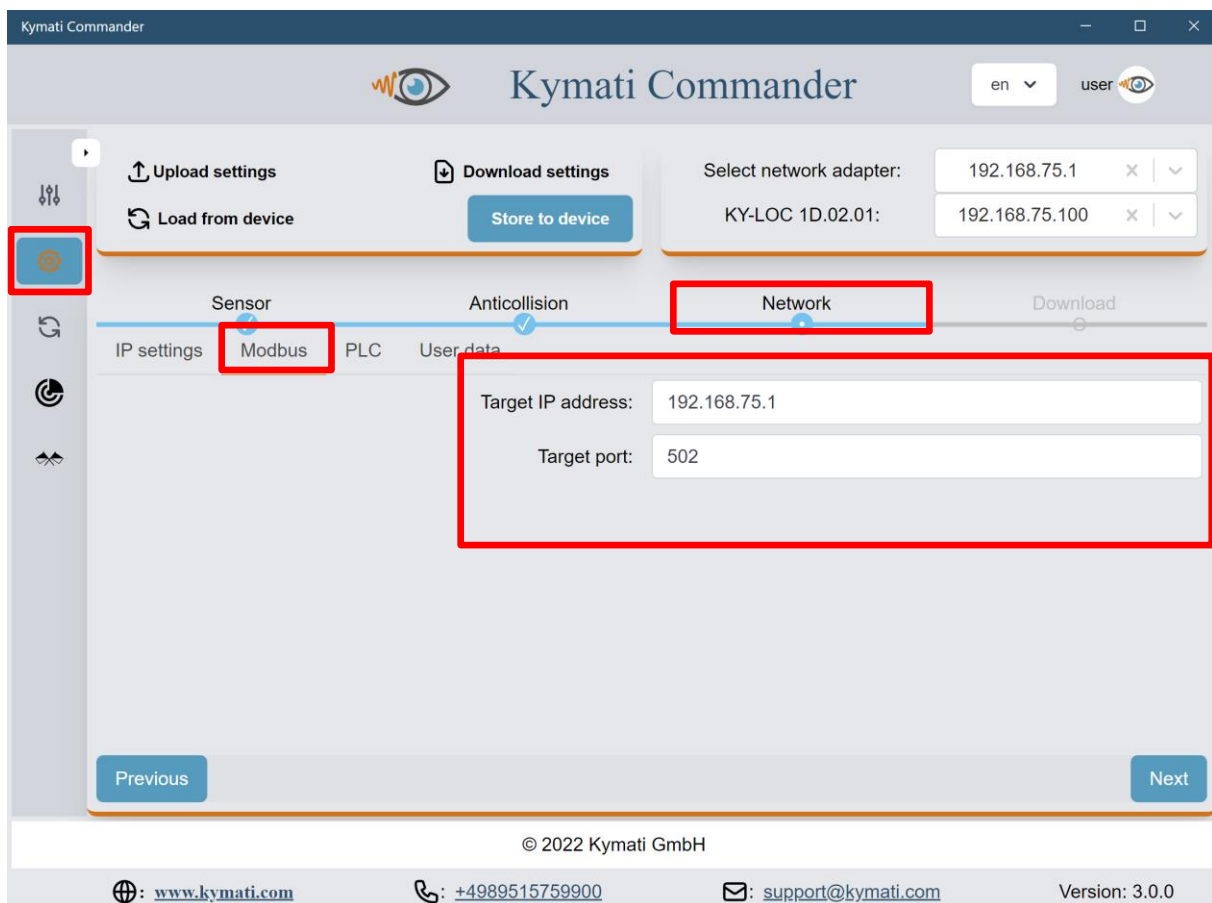 Kymati Commander
Kymati Commander
en
user
Upload settings
Download settings
Load from device
Store to device
Select network adapter:
192.168.75.1
KY-LOC 1D.02.01:
192.168.75.100
Sensor
Anticollision
Network
Download
IP settings
Modbus
PLC
User data
Target IP address:
192.168.75.1
Target port:
502
Previous
Next
© 2022 Kymati GmbH
: www.kymati.com
: +4989515759900
: support@kymati.com
Version: 3.0.0